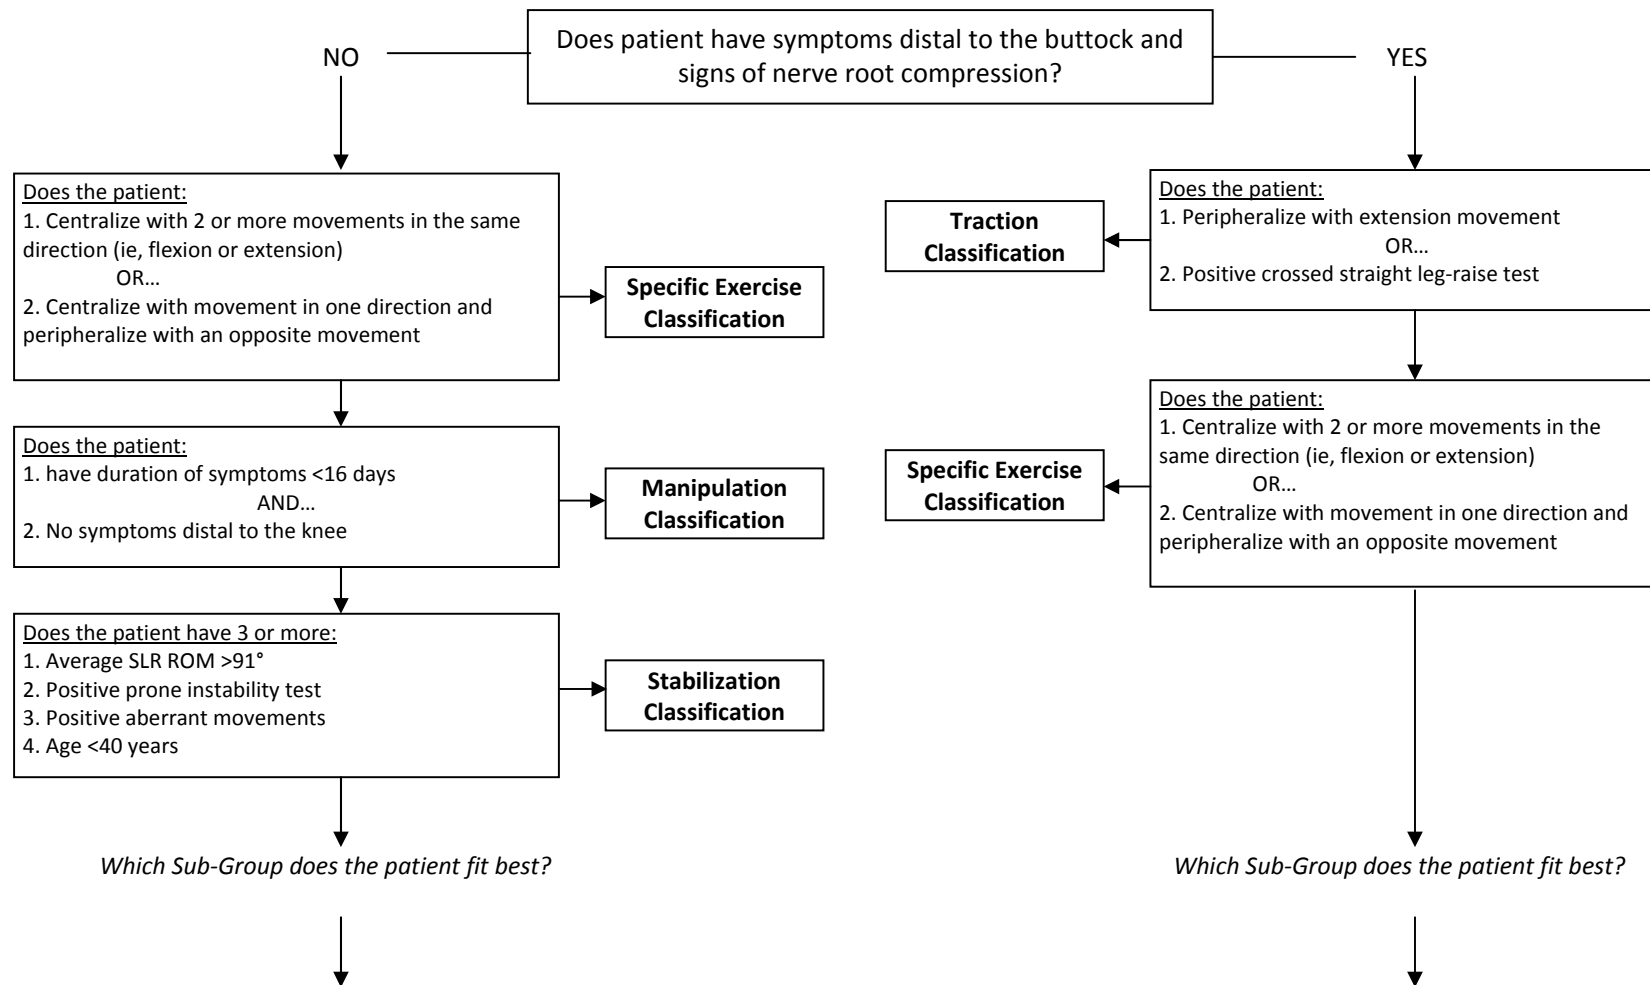 Does patient have symptoms distal to the buttock and
signs of nerve root compression?
NO
YES
Does the patient:
1. Centralize with 2 or more movements in the same
direction (ie, flexion or extension)
OR…
2. Centralize with movement in one direction and
peripheralize with an opposite movement
Specific Exercise
Classification
Does the patient:
1. have duration of symptoms <16 days
AND…
2. No symptoms distal to the knee
Manipulation
Classification
Does the patient have 3 or more:
1. Average SLR ROM >91°
2. Positive prone instability test
3. Positive aberrant movements
4. Age <40 years
Stabilization
Classification
Which Sub-Group does the patient fit best?
Does the patient:
1. Peripheralize with extension movement
OR…
2. Positive crossed straight leg-raise test
Traction
Classification
Does the patient:
1. Centralize with 2 or more movements in the
same direction (ie, flexion or extension)
OR…
2. Centralize with movement in one direction and
peripheralize with an opposite movement
Specific Exercise
Classification
Which Sub-Group does the patient fit best?